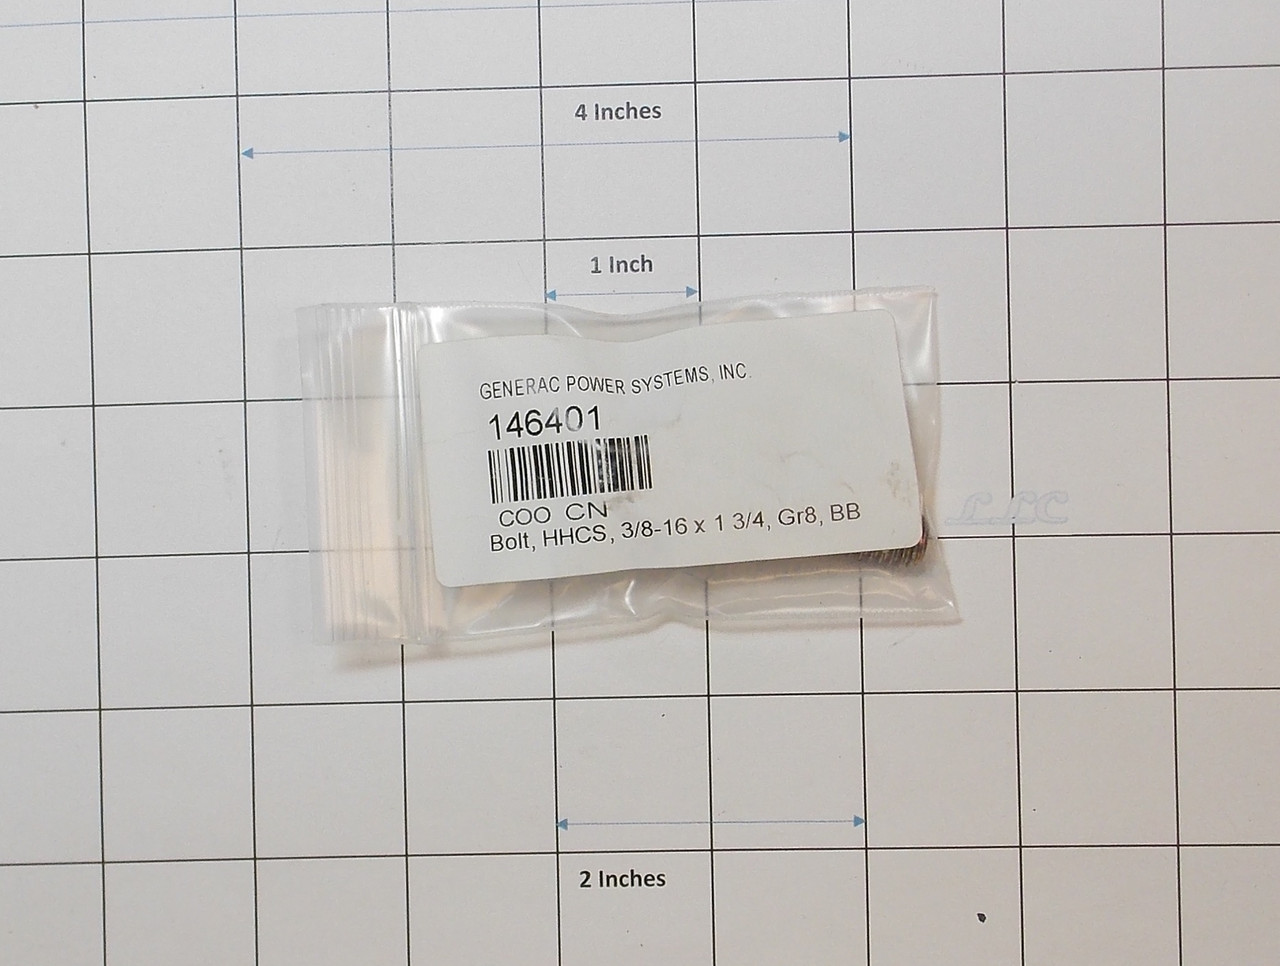 4 Inches
1 Inch
GENERAC POWER SYSTEMS, INC.
146401
COO CN
Bolt, HHCS, 3/8-16 x 1 3/4, Gr8, BB
LLC
2 Inches